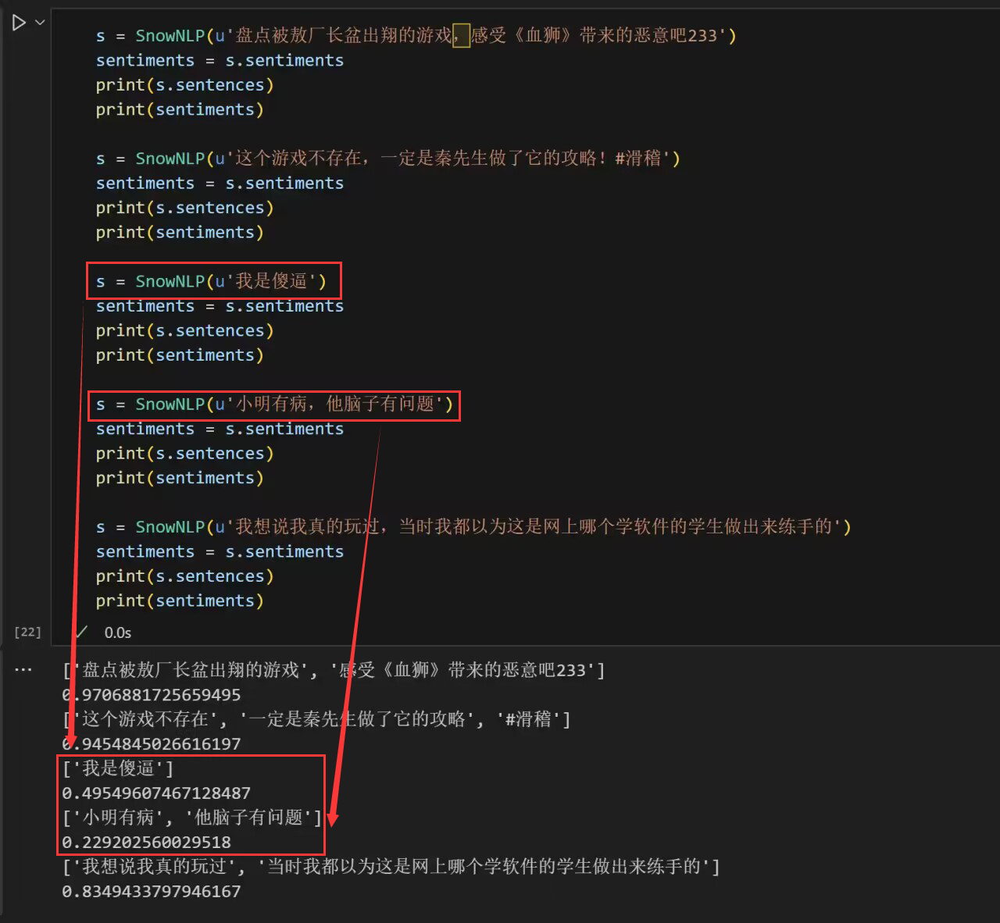 s = SnowNLP(u'盘点被敖厂长盆出翔的游戏，感受《血狮》带来的恶意吧233')
sentiments = s.sentiments
print(s.sentences)
print(sentiments)
s = SnowNLP(u'这个游戏不存在，一定是秦先生做了它的攻略！#滑稽')
sentiments = s.sentiments
print(s.sentences)
print(sentiments)
s = SnowNLP(u'我是傻逼')
sentiments = s.sentiments
print(s.sentences)
print(sentiments)
s = SnowNLP(u'小明有病，他脑子有问题')
sentiments = s.sentiments
print(s.sentences)
print(sentiments)
s = SnowNLP(u'我想说我真的玩过，当时我都以为这是网上哪个学软件的学生做出来练手的')
sentiments = s.sentiments
print(s.sentences)
print(sentiments)
[22] ✓ 0.0s
['盘点被敖厂长盆出翔的游戏', '感受《血狮》带来的恶意吧233']
0.9706881725659495
['这个游戏不存在', '一定是秦先生做了它的攻略', '#滑稽']
0.9454845026616197
['我是傻逼']
0.49549607467128487
['小明有病', '他脑子有问题']
0.229202560029518
['我想说我真的玩过', '当时我都以为这是网上哪个学软件的学生做出来练手的']
0.8349433797946167